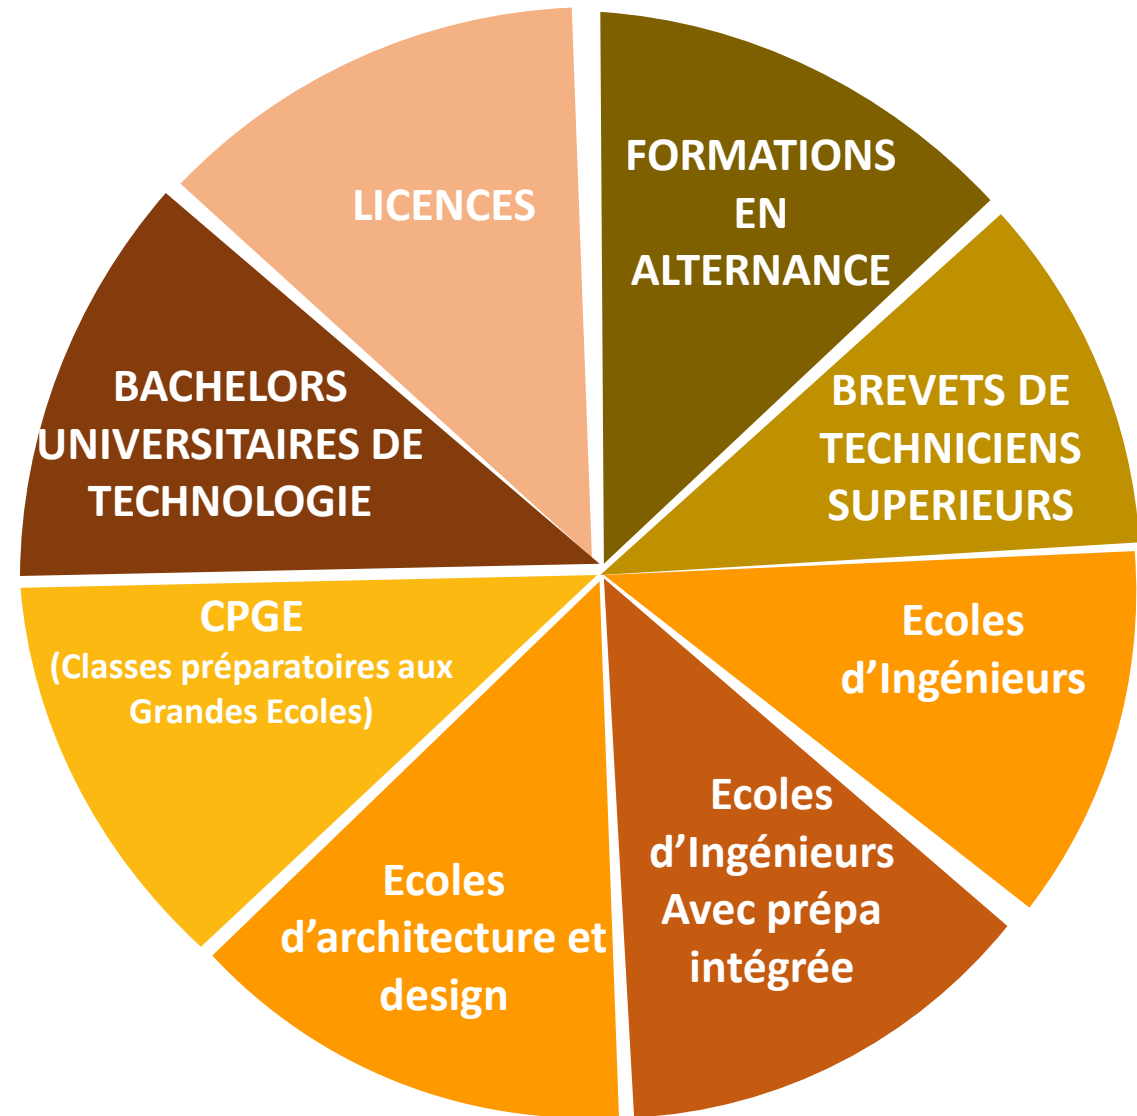 LICENCES
FORMATIONS
EN
ALTERNANCE
BREVETS DE
TECHNICIENS
SUPERIEURS
Ecoles
d’Ingénieurs
Ecoles
d’Ingénieurs
Avec prépa
intégrée
Ecoles
d’architecture et
design
CPGE
(Classes préparatoires aux
Grandes Ecoles)
BACHELORS
UNIVERSITAIRES DE
TECHNOLOGIE